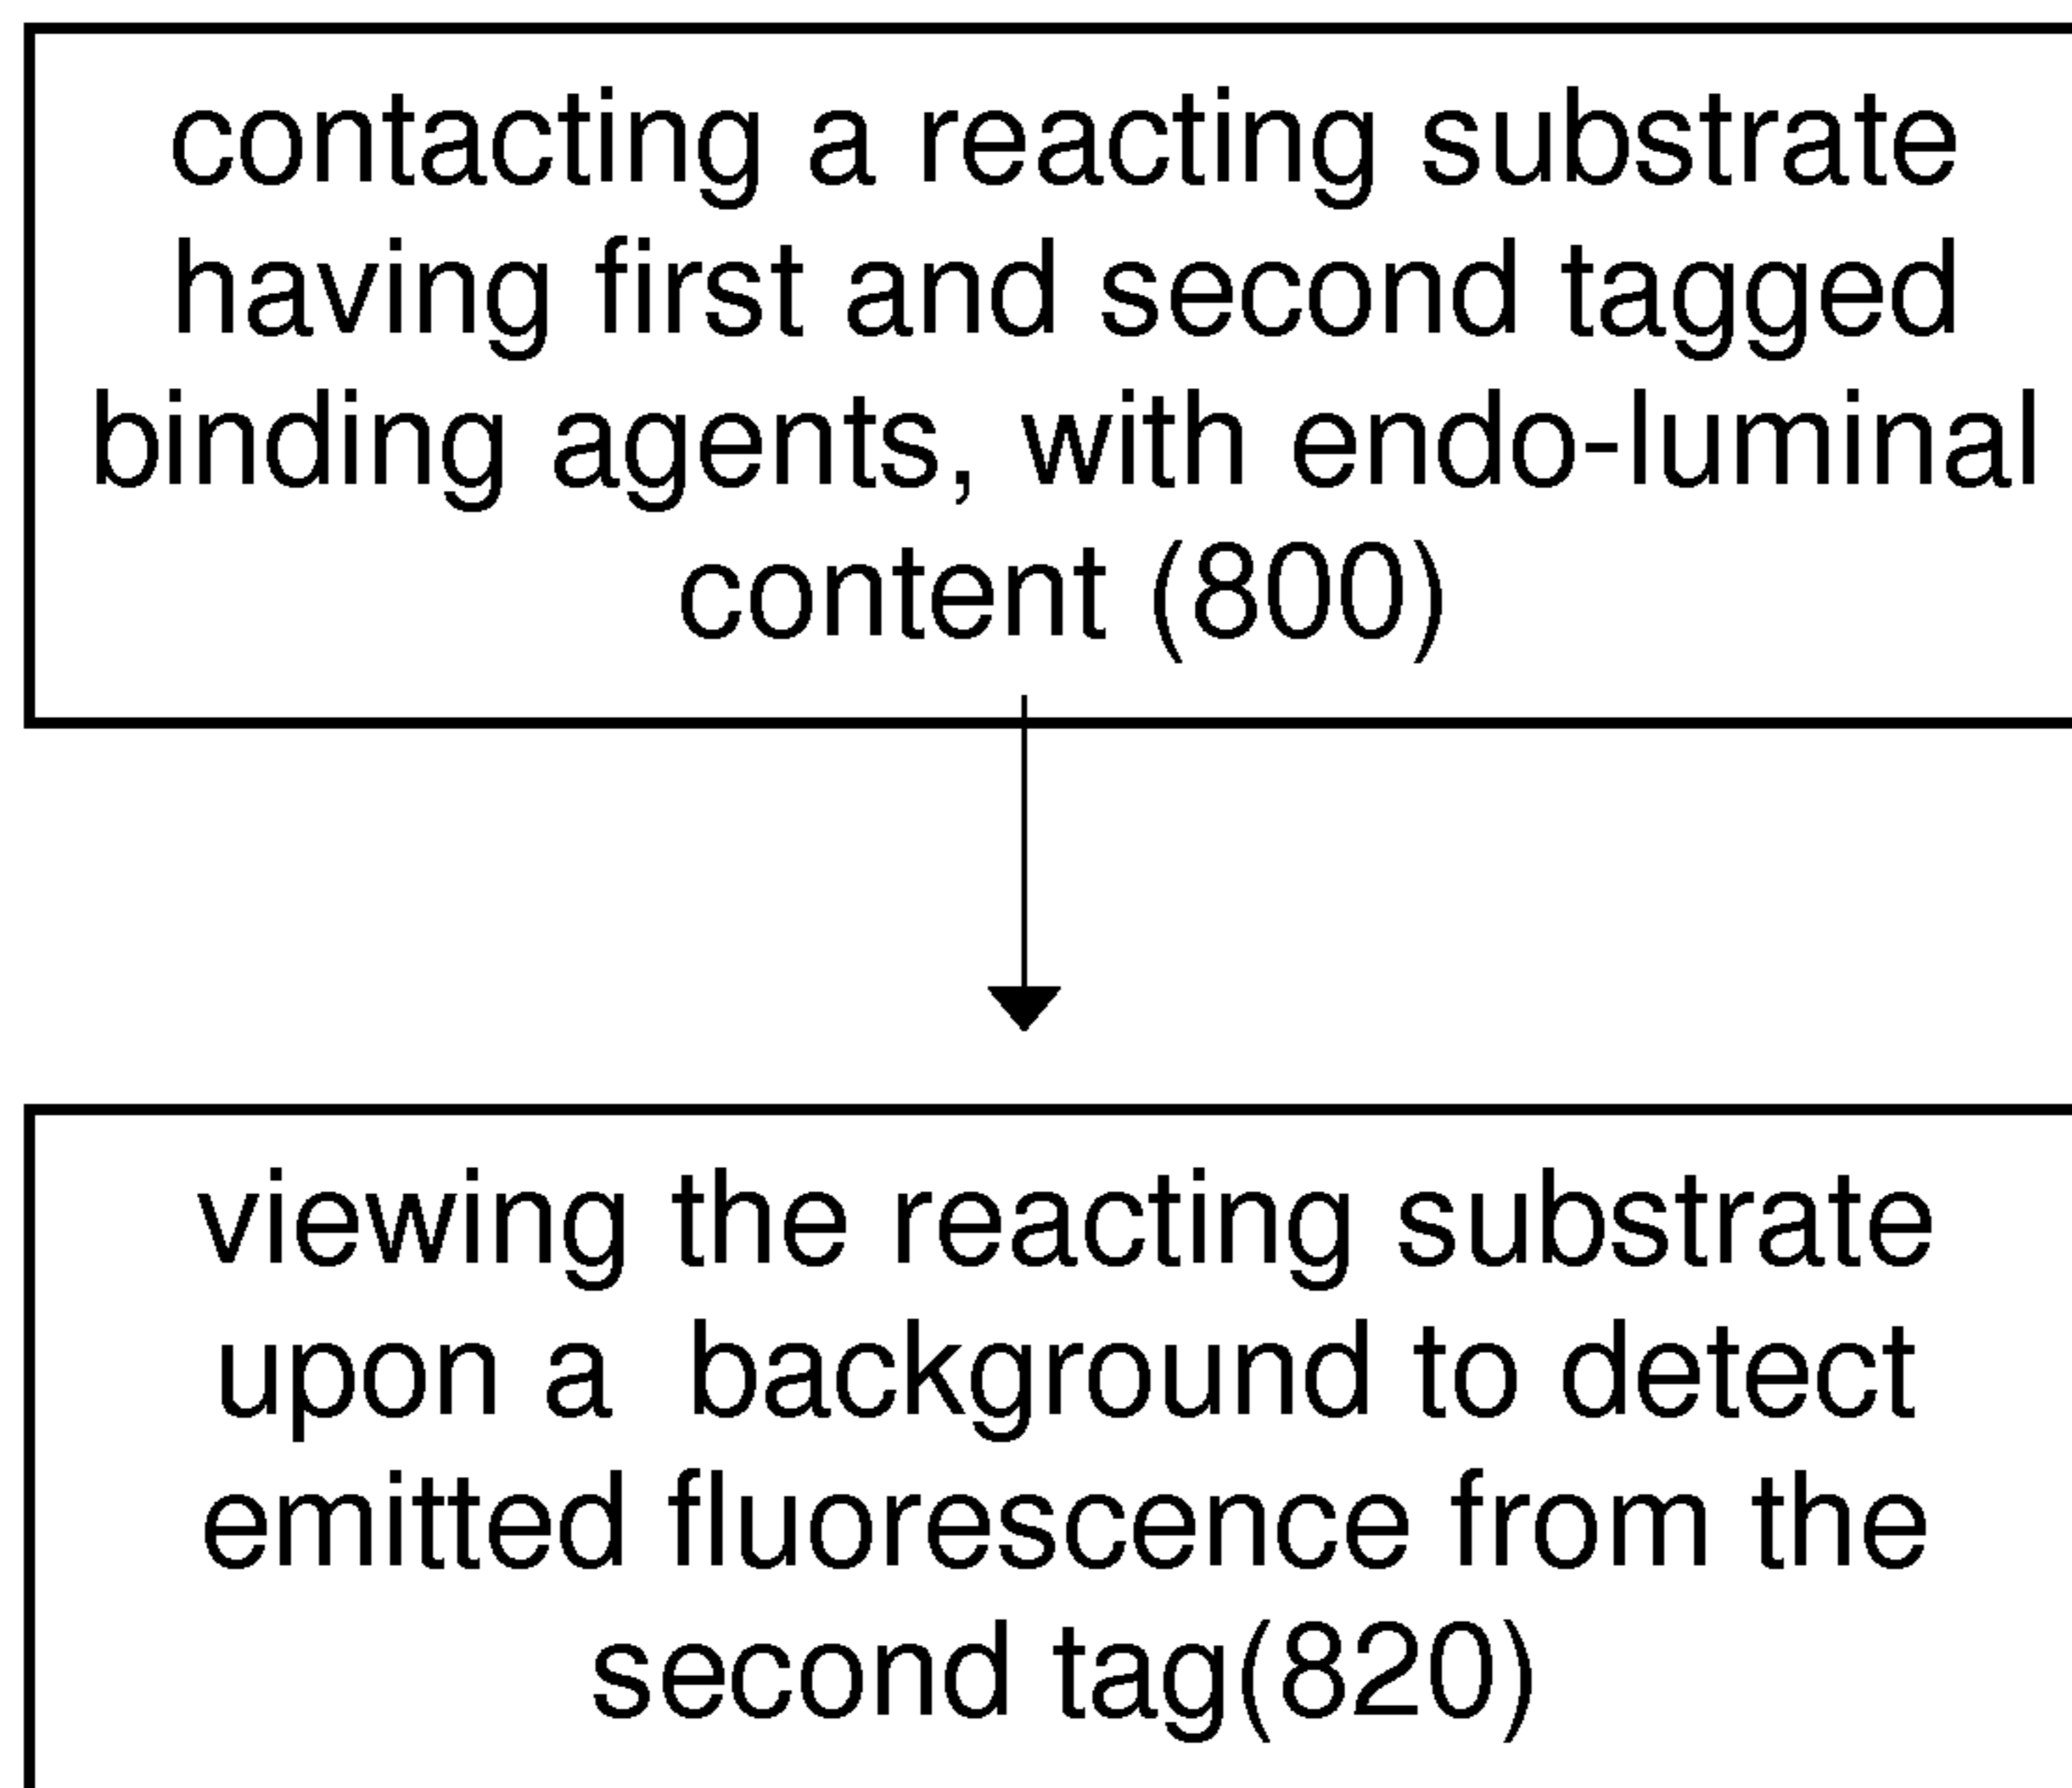 contacting a reacting substrate
having first and second tagged
binding agents, with endo-luminal
content (800)
viewing the reacting substrate
upon a background to detect
emitted fluorescence from the
second tag(820)